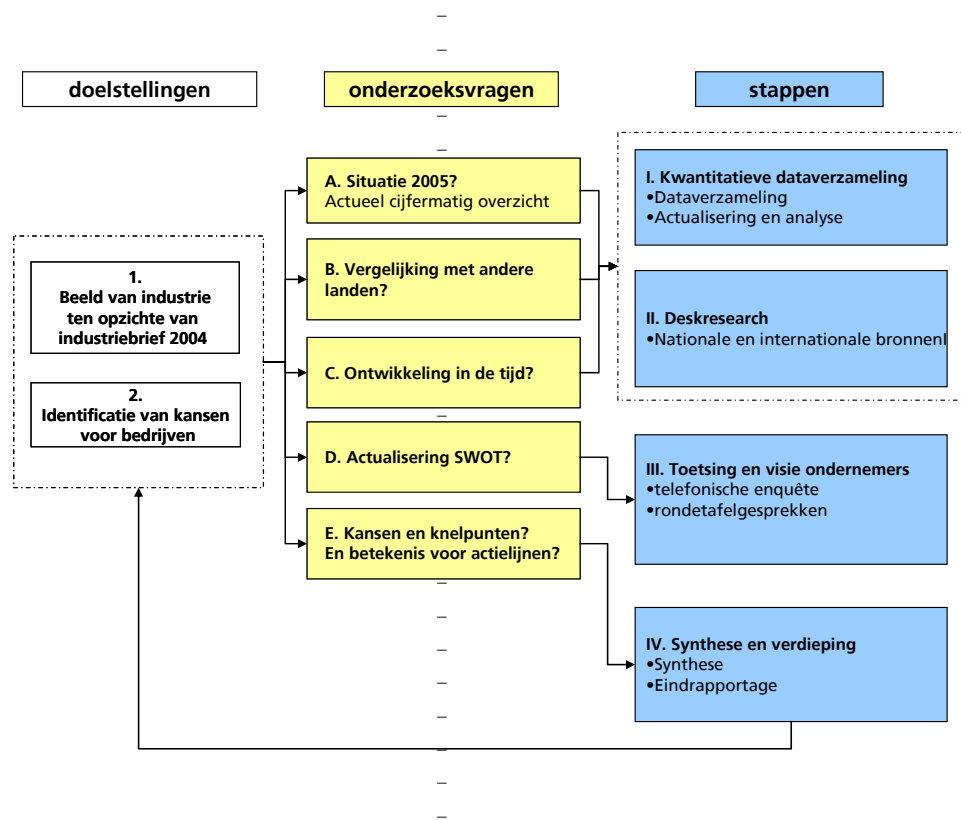 doelstellingen
onderzoeksvragen
stappen
1.
Beeld van industrie
ten opzichte van
industriebrief 2004
2.
Identificatie van kansen
voor bedrijven
A. Situatie 2005?
Actueel cijfermatig overzicht
B. Vergelijking met andere
landen?
C. Ontwikkeling in de tijd?
D. Actualisering SWOT?
E. Kansen en knelpunten?
En betekenis voor actielijnen?
I. Kwantitatieve dataverzameling
•Dataverzameling
•Actualisering en analyse
II. Deskresearch
•Nationale en internationale bronnenl
III. Toetsing en visie ondernemers
•telefonische enquête
•rondetafelgesprekken
IV. Synthese en verdieping
•Synthese
•Eindrapportage